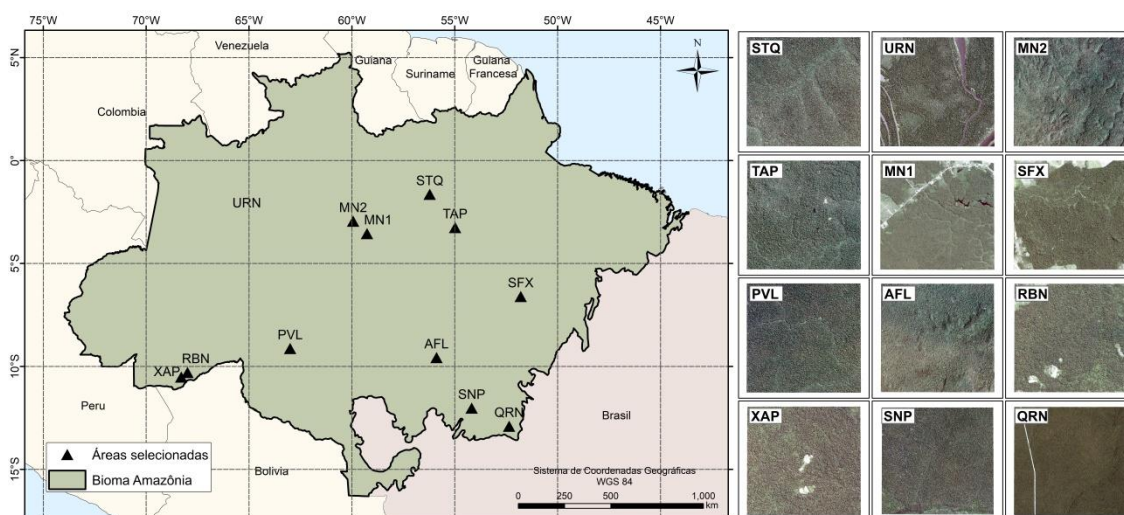 75°W 70°W 65°W 60°W 55°W 50°W 45°W
5°N
0°
5°S
10°S
15°S
Venezuela
Guiana
Suriname
Guiana
Francesa
Colombia
N
STQ
URN
MN2
MN1
TAP
SFX
PVL
AFL
RBN
XAP
SNP
QRN
Peru
Bolívia
Brasil
Áreas selecionadas
Bioma Amazônia
Sistema de Coordenadas Geográficas
WGS 84
0 250 500 1,000
km
STQ URN MN2
TAP MN1 SFX
PVL AFL RBN
XAP SNP QRN